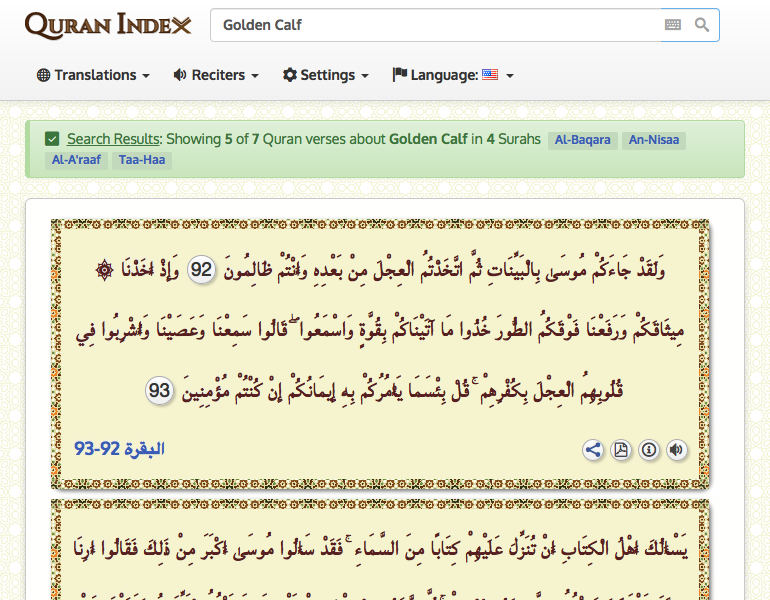 QURAN INDEX
Golden Calf
Translations Reciters Settings Language:
Search Results: Showing 5 of 7 Quran verses about Golden Calf in 4 Surahs Al-Baqara An-Nisaa
Al-A'raaf Taa-Haa
وَلَقَدْ جَاءَكُمْ مُوسَى بِالْبَيِّنَاتِ ثُمَّ اتَّخَذْتُمُ الْعِجْلَ مِنْ بَعْدِهِ وَأَنْتُمْ ظَالِمُونَ 92 وَإِذْ أَخَذْنَا ۞
مِيثَاقَكُمْ وَرَفَعْنَا فَوْقَكُمُ الطُّورَ خُذُوا مَا آتَيْنَاكُمْ بِقُوَّةٍ وَاسْمَعُوا ۖ قَالُوا سَمِعْنَا وَعَصَيْنَا وَأُشْرِبُوا فِي
قُلُوبِهِمُ الْعِجْلَ بِكُفْرِهِمْ ۚ قُلْ بِئْسَمَا يَأْمُرُكُمْ بِهِ إِيمَانُكُمْ إِنْ كُنْتُمْ مُؤْمِنِينَ 93
البقرة 92-93
يَسْأَلُكَ أَهْلُ الْكِتَابِ أَنْ تُنَزِّلَ عَلَيْهِمْ كِتَابًا مِنَ السَّمَاءِ ۚ فَقَدْ سَأَلُوا مُوسَى أَكْبَرَ مِنْ ذَلِكَ فَقَالُوا أَرِنَا